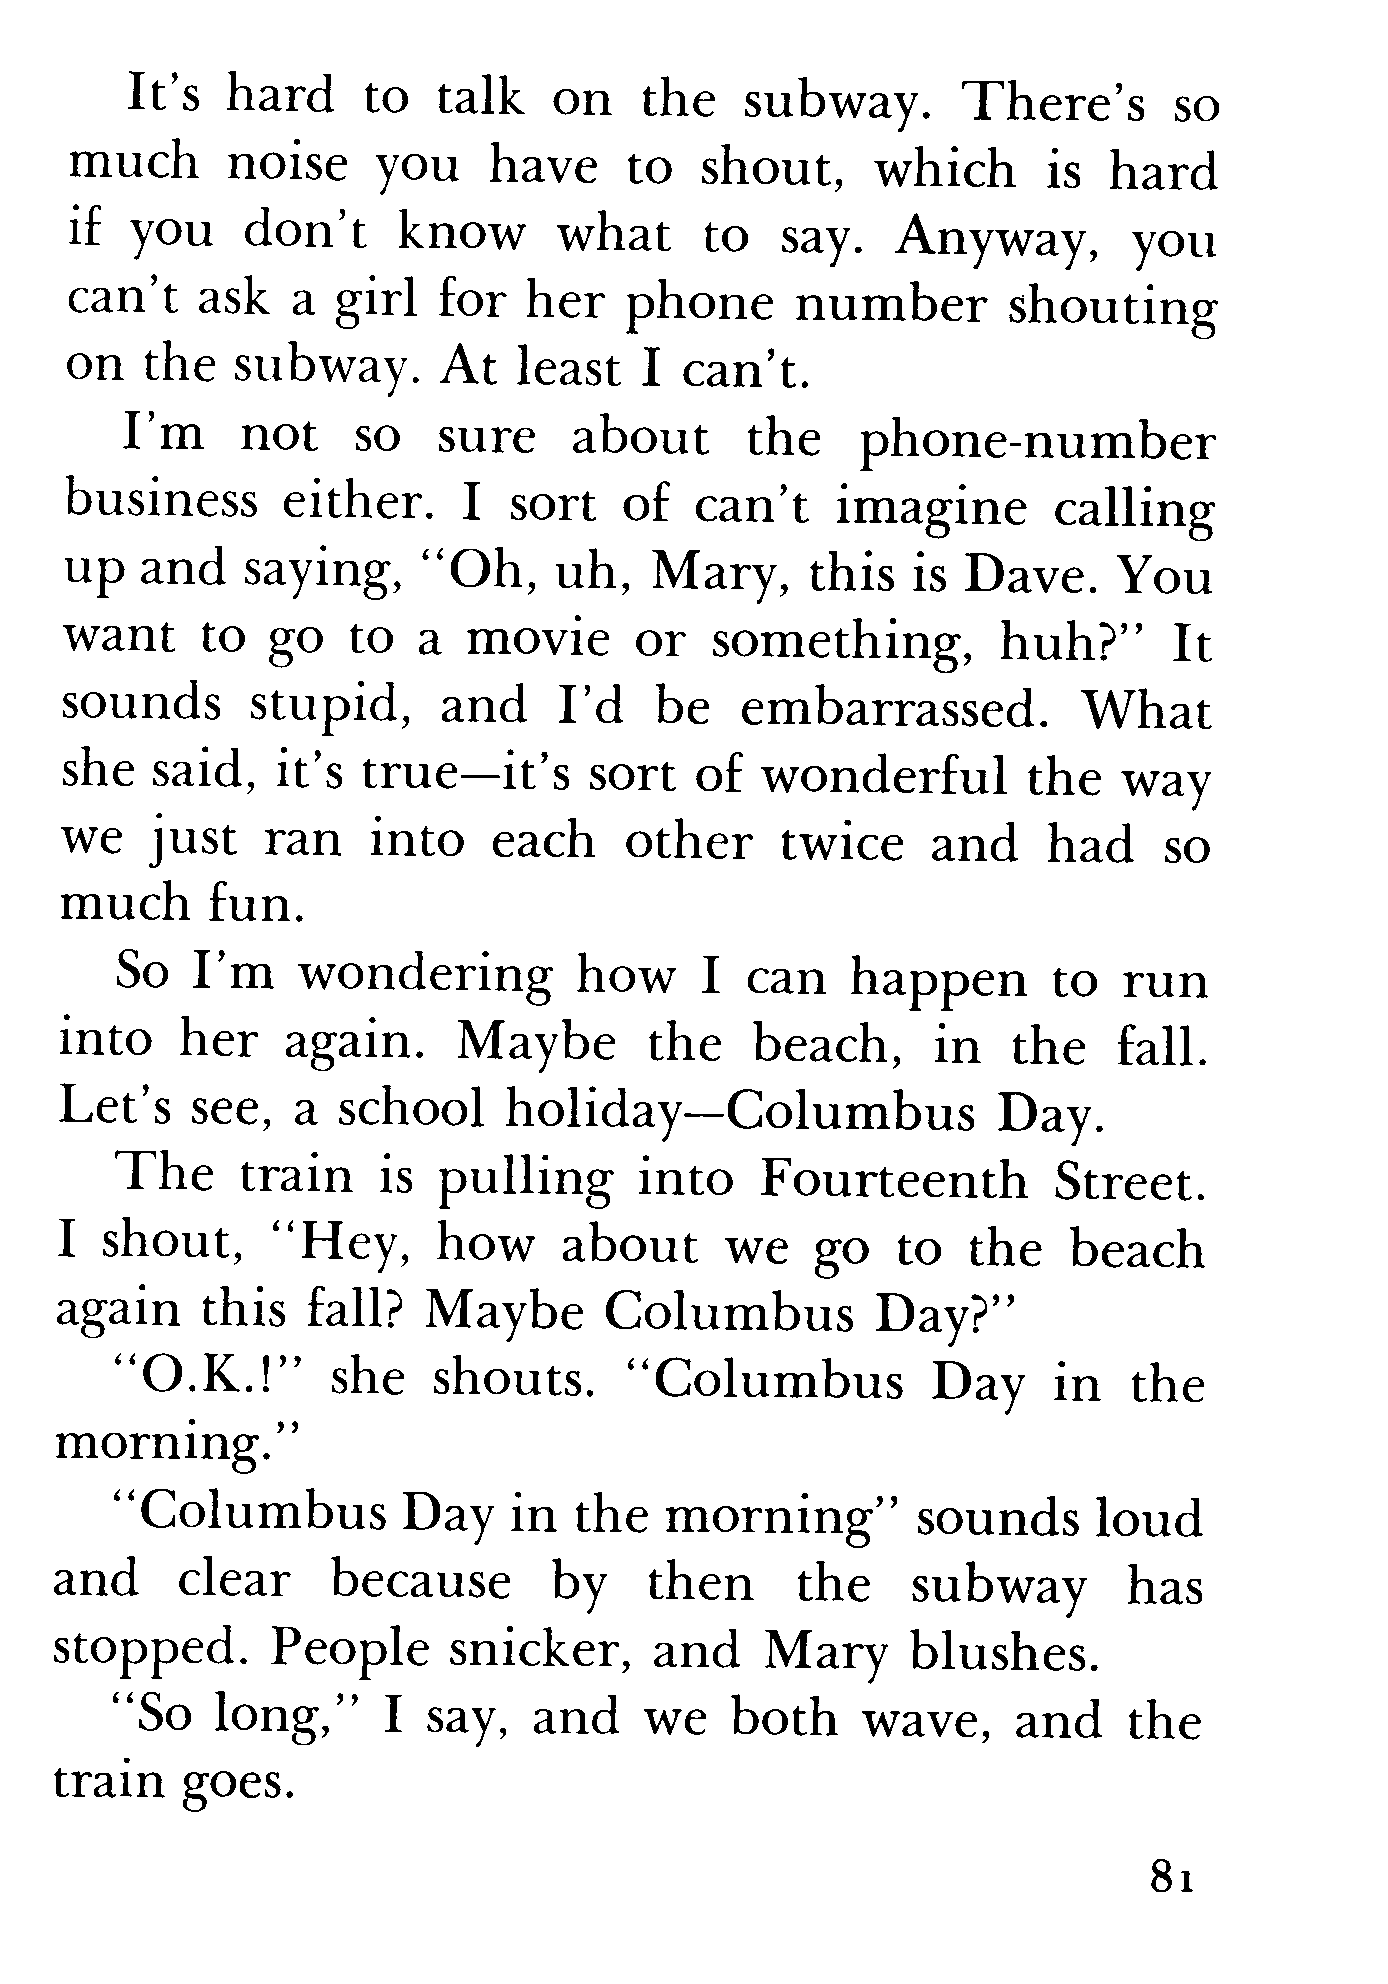 It's hard to talk on the subway. There's so
much noise you have to shout, which is hard
if you don't know what to say. Anyway, you
can't ask a girl for her phone number shouting
on the subway. At least I can't.
I'm not so sure about the phone-number
business either. I sort of can't imagine calling
up and saying, "Oh, uh, Mary, this is Dave. You
want to go to a movie or something, huh?" It
sounds stupid, and I'd be embarrassed. What
she said, it's true—it's sort of wonderful the way
we just ran into each other twice and had so
much fun.
So I'm wondering how I can happen to run
into her again. Maybe the beach, in the fall.
Let's see, a school holiday—Columbus Day.
The train is pulling into Fourteenth Street.
I shout, "Hey, how about we go to the beach
again this fall? Maybe Columbus Day?"
"O.K.!" she shouts. "Columbus Day in the
morning."
"Columbus Day in the morning" sounds loud
and clear because by then the subway has
stopped. People snicker, and Mary blushes.
"So long," I say, and we both wave, and the
train goes.
81